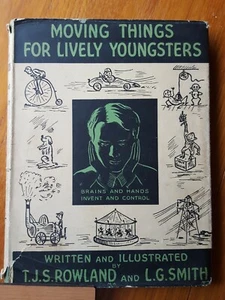 MOVING THINGS
FOR LIVELY YOUNGSTERS
BRAINS AND HANDS
INVENT AND CONTROL
WRITTEN AND ILLUSTRATED
BY
T.J.S.ROWLAND AND L.G.SMITH